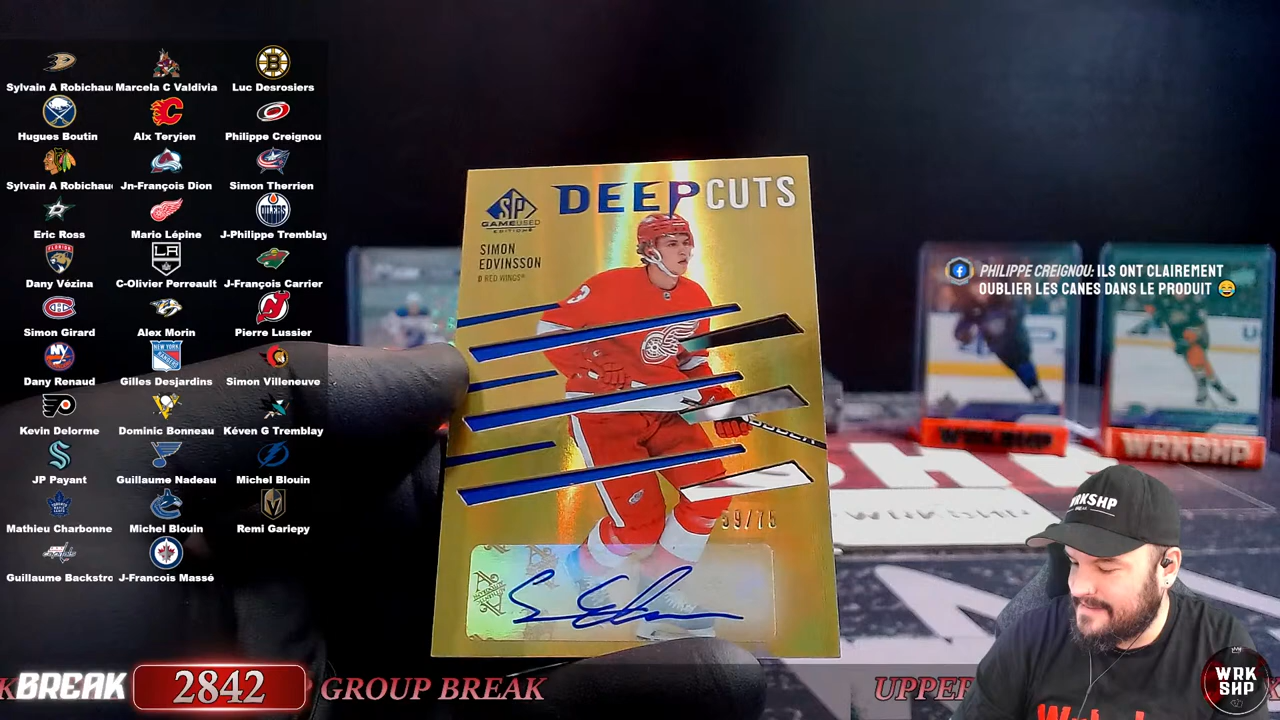 Sylvain A Robichau
Marcela C Valdivia
Luc Desrosiers
Hugues Boutin
Alx Teryien
Philippe Creignou
Sylvain A Robichau
Jn-François Dion
Simon Therrien
Eric Ross
Mario Lépine
J-Philippe Tremblay
Dany Vézina
C-Olivier Perreault
J-François Carrier
Simon Girard
Alex Morin
Pierre Lussier
Dany Renaud
Gilles Desjardins
Simon Villeneuve
Kevin Delorme
Dominic Bonneau
Kéven G Tremblay
JP Payant
Guillaume Nadeau
Michel Blouin
Mathieu Charbonne
Michel Blouin
Remi Gariepy
Guillaume Backstro
J-Francois Massé
DEEP CUTS
SP
GAME USED
EDITION
SIMON
EDVINSSON
D RED WINGS
59/75
PHILIPPE CREIGNOU: ILS ONT CLAIREMENT
OUBLIER LES CANES DANS LE PRODUIT 😂
WRKSHP
WRKSHP
WRKSHP
WRKSHP
BREAK
2842
GROUP BREAK
UPPER
WRK
SHP